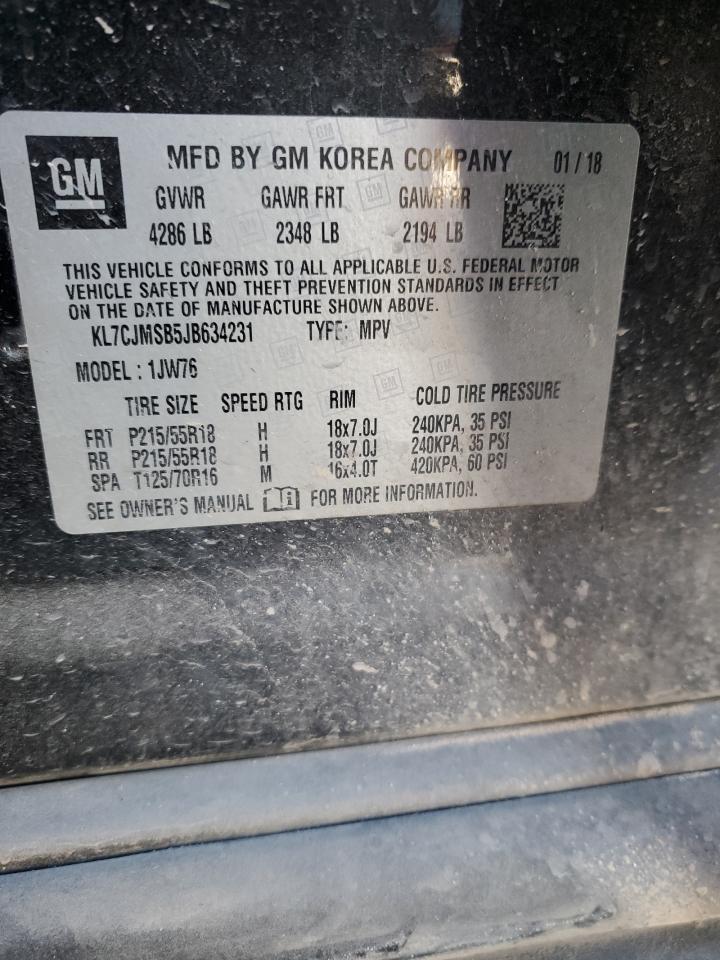 GM MFD BY GM KOREA COMPANY 01 / 18
GVWR GAWR FRT GAWR RR
4286 LB 2348 LB 2194 LB
THIS VEHICLE CONFORMS TO ALL APPLICABLE U.S. FEDERAL MOTOR
VEHICLE SAFETY AND THEFT PREVENTION STANDARDS IN EFFECT
ON THE DATE OF MANUFACTURE SHOWN ABOVE.
KL7CJMSB5JB634231 TYPE: MPV
MODEL : 1JW76
TIRE SIZE SPEED RTG RIM COLD TIRE PRESSURE
FRT P215/55R18 H 18x7.0J 240KPA, 35 PSI
RR P215/55R18 H 18x7.0J 240KPA, 35 PSI
SPA T125/70R16 M 16x4.0T 420KPA, 60 PSI
SEE OWNER'S MANUAL i FOR MORE INFORMATION.